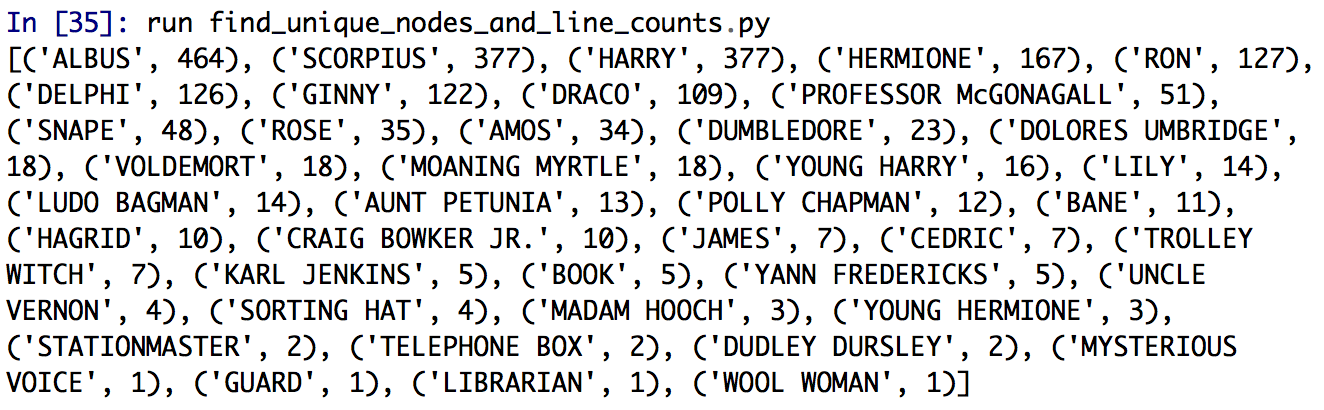 In [35]: run find_unique_nodes_and_line_counts.py
[('ALBUS', 464), ('SCORPIUS', 377), ('HARRY', 377), ('HERMIONE', 167), ('RON', 127),
('DELPHI', 126), ('GINNY', 122), ('DRACO', 109), ('PROFESSOR McGONAGALL', 51),
('SNAPE', 48), ('ROSE', 35), ('AMOS', 34), ('DUMBLEDORE', 23), ('DOLORES UMBRIDGE',
18), ('VOLDEMORT', 18), ('MOANING MYRTLE', 18), ('YOUNG HARRY', 16), ('LILY', 14),
('LUDO BAGMAN', 14), ('AUNT PETUNIA', 13), ('POLLY CHAPMAN', 12), ('BANE', 11),
('HAGRID', 10), ('CRAIG BOWKER JR.', 10), ('JAMES', 7), ('CEDRIC', 7), ('TROLLEY
WITCH', 7), ('KARL JENKINS', 5), ('BOOK', 5), ('YANN FREDERICKS', 5), ('UNCLE
VERNON', 4), ('SORTING HAT', 4), ('MADAM HOOCH', 3), ('YOUNG HERMIONE', 3),
('STATIONMASTER', 2), ('TELEPHONE BOX', 2), ('DUDLEY DURSLEY', 2), ('MYSTERIOUS
VOICE', 1), ('GUARD', 1), ('LIBRARIAN', 1), ('WOOL WOMAN', 1)]